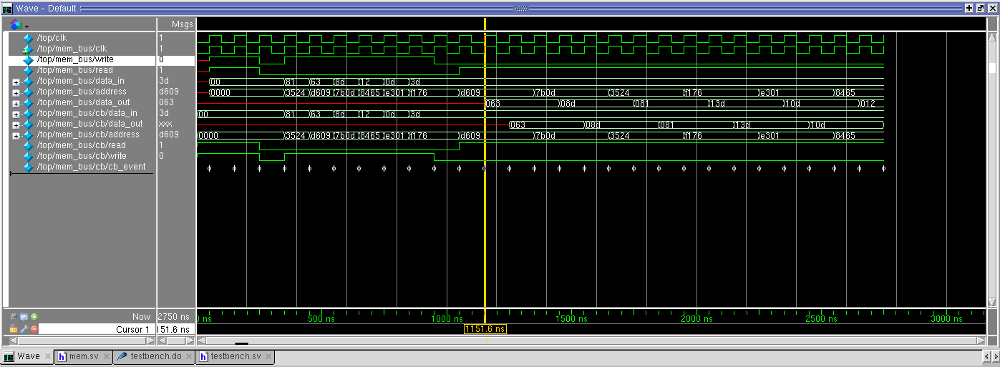 Wave - Default
Msgs
/top/clk 1
/top/mem_bus/clk 1
/top/mem_bus/write 0
/top/mem_bus/read 1
/top/mem_bus/data_in 3d 00 81 63 8d 12 0d 3d
/top/mem_bus/address d609 0000 3524 d609 7b0d 8465 e301 f176 d609 7b0d 3524 f176 e301 8465
/top/mem_bus/data_out 063 063 08d 081 13d 10d 012
/top/mem_bus/cb/data_in 3d 00 81 63 8d 12 0d 3d
/top/mem_bus/cb/data_out xxx 063 08d 081 13d 10d
/top/mem_bus/cb/address d609 0000 3524 d609 7b0d 8465 e301 f176 d609 7b0d 3524 f176 e301 8465
/top/mem_bus/cb/read 1
/top/mem_bus/cb/write 0
/top/mem_bus/cb/cb_event
Now 2750 ns 0 ns 500 ns 1000 ns 1500 ns 2000 ns 2500 ns 3000 ns
Cursor 1 151.6 ns 1151.6 ns
Wave mem.sv testbench.do testbench.sv